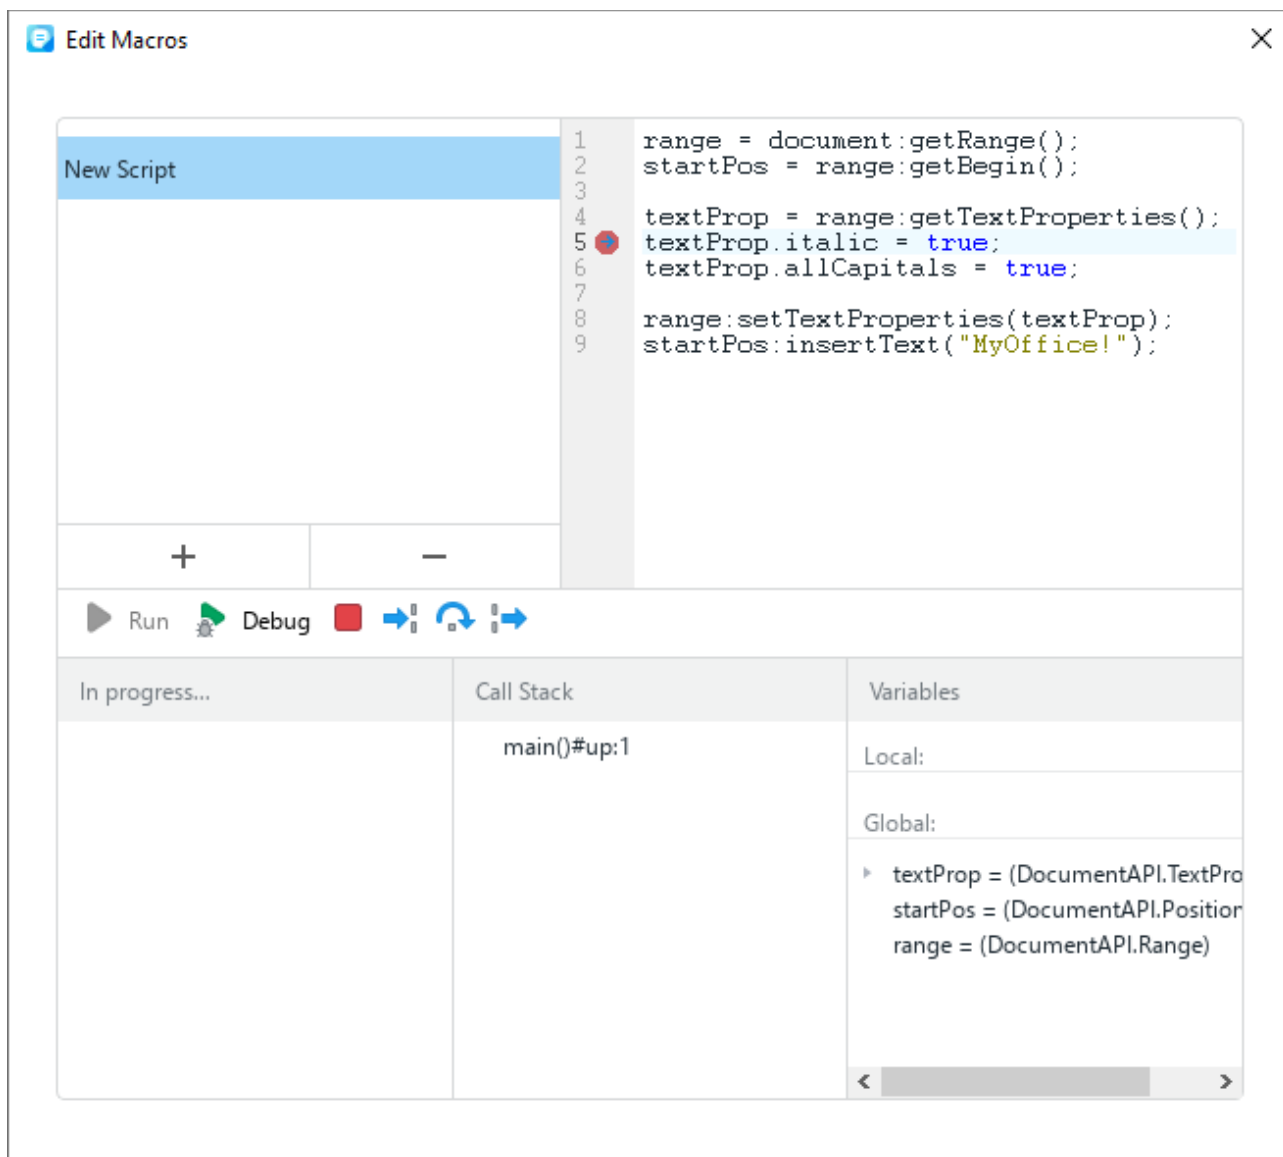 Edit Macros
New Script
1 range = document:getRange();
2 startPos = range:getBegin();
3
4 textProp = range:getTextProperties();
5 textProp.italic = true;
6 textProp.allCapitals = true;
7
8 range:setTextProperties(textProp);
9 startPos:insertText("MyOffice!");
+ −
Run Debug
In progress...
Call Stack
main()#up:1
Variables
Local:
Global:
textProp = (DocumentAPI.TextPro
startPos = (DocumentAPI.Position
range = (DocumentAPI.Range)